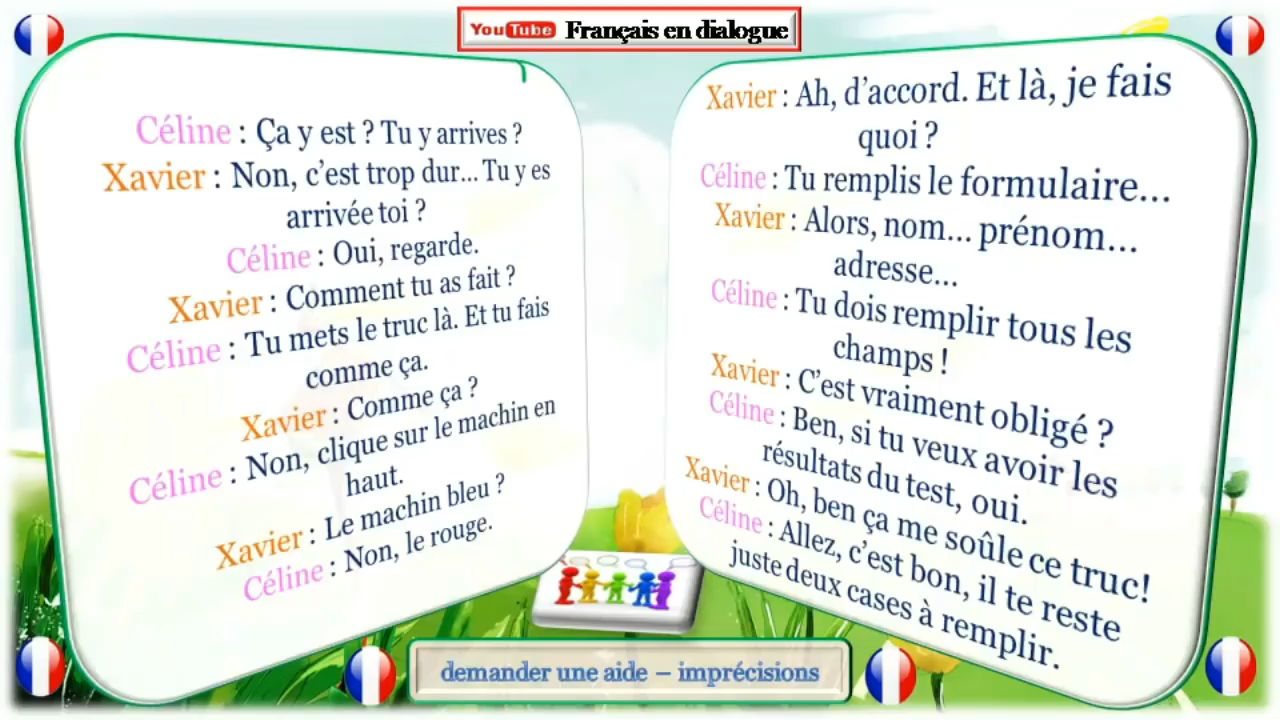 YouTube Français en dialogue
Céline : Ça y est ? Tu y arrives ?
Xavier : Non, c’est trop dur... Tu y es
arrivée toi ?
Céline : Oui, regarde.
Xavier : Comment tu as fait ?
Céline : Tu mets le truc là. Et tu fais
comme ça.
Xavier : Comme ça ?
Céline : Non, clique sur le machin en
haut.
Xavier : Le machin bleu ?
Céline : Non, le rouge.
Xavier : Ah, d’accord. Et là, je fais
quoi ?
Céline : Tu remplis le formulaire...
Xavier : Alors, nom... prénom...
adresse...
Céline : Tu dois remplir tous les
champs !
Xavier : C’est vraiment obligé ?
Céline : Ben, si tu veux avoir les
résultats du test, oui.
Xavier : Oh, ben ça me soûle ce truc!
Céline : Allez, c’est bon, il te reste
juste deux cases à remplir.
demander une aide – imprécisions